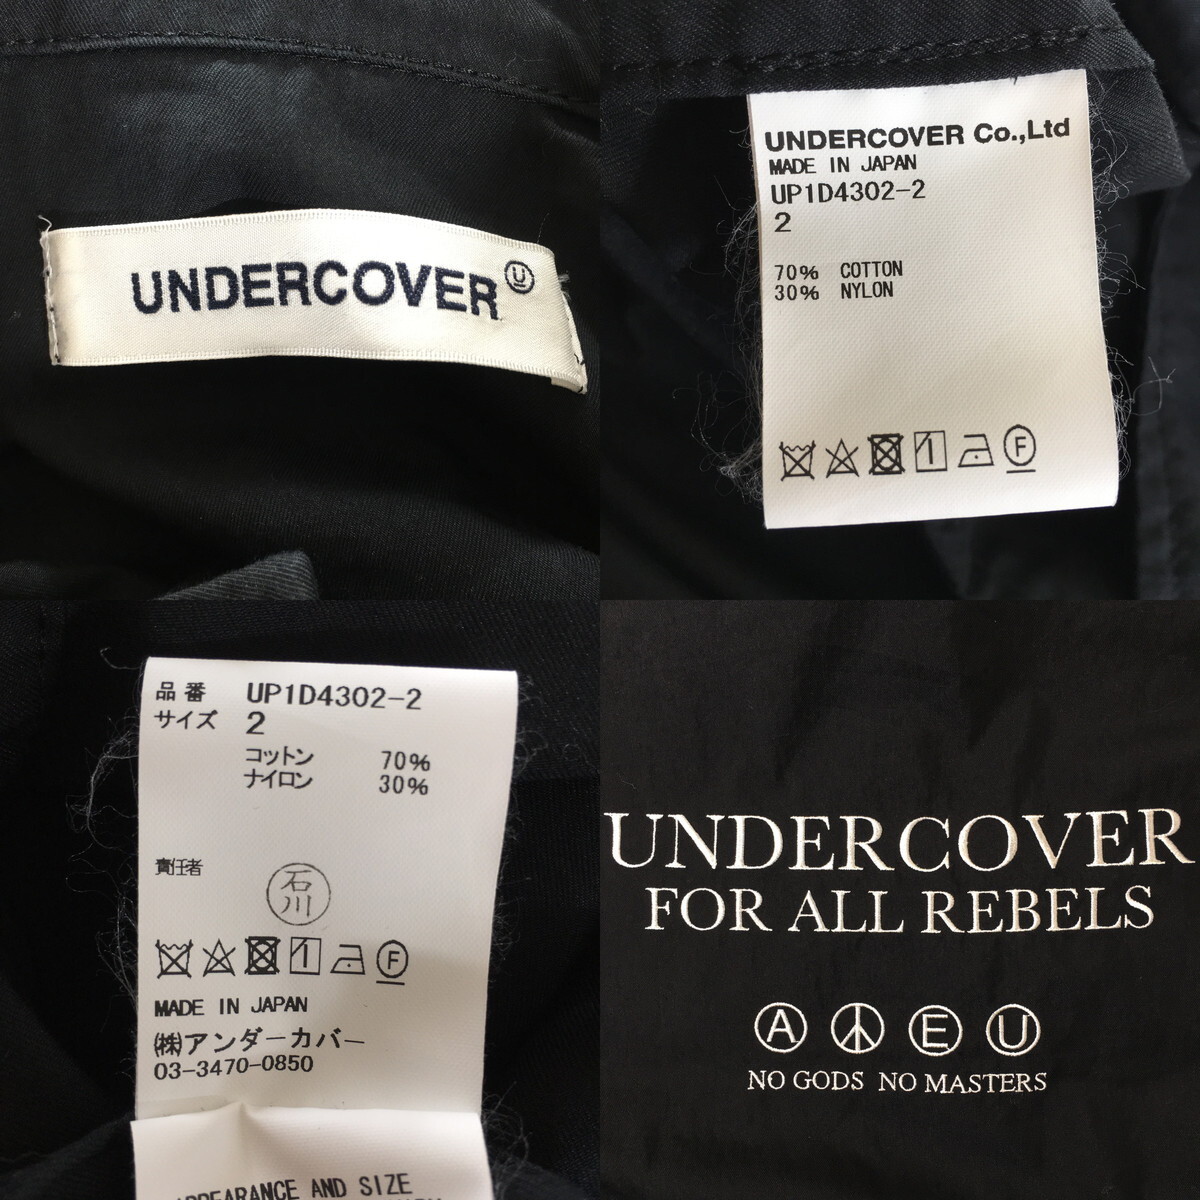 UNDERCOVER Ⓤ
UNDERCOVER Co.,Ltd
MADE IN JAPAN
UP1D4302-2
2
70% COTTON
30% NYLON
F
品番 UP1D4302-2
サイズ 2
コットン 70%
ナイロン 30%
責任者
石川
F
MADE IN JAPAN
(株)アンダーカバー
03-3470-0850
APPEARANCE AND SIZE
UNDERCOVER
FOR ALL REBELS
A E U
NO GODS NO MASTERS